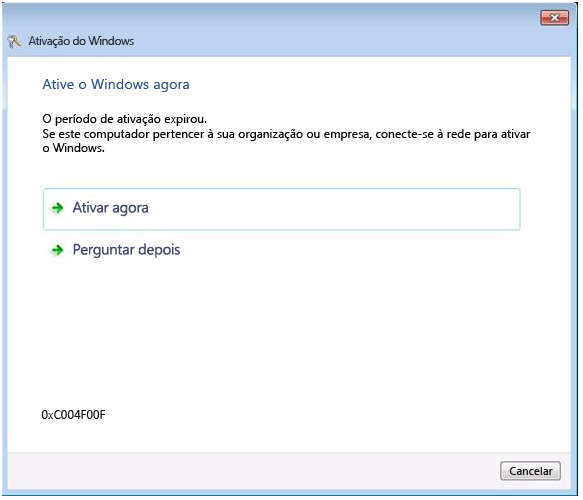 Ativação do Windows
Ative o Windows agora
O período de ativação expirou.
Se este computador pertencer à sua organização ou empresa, conecte-se à rede para ativar
o Windows.
Ativar agora
Perguntar depois
0xC004F00F
Cancelar